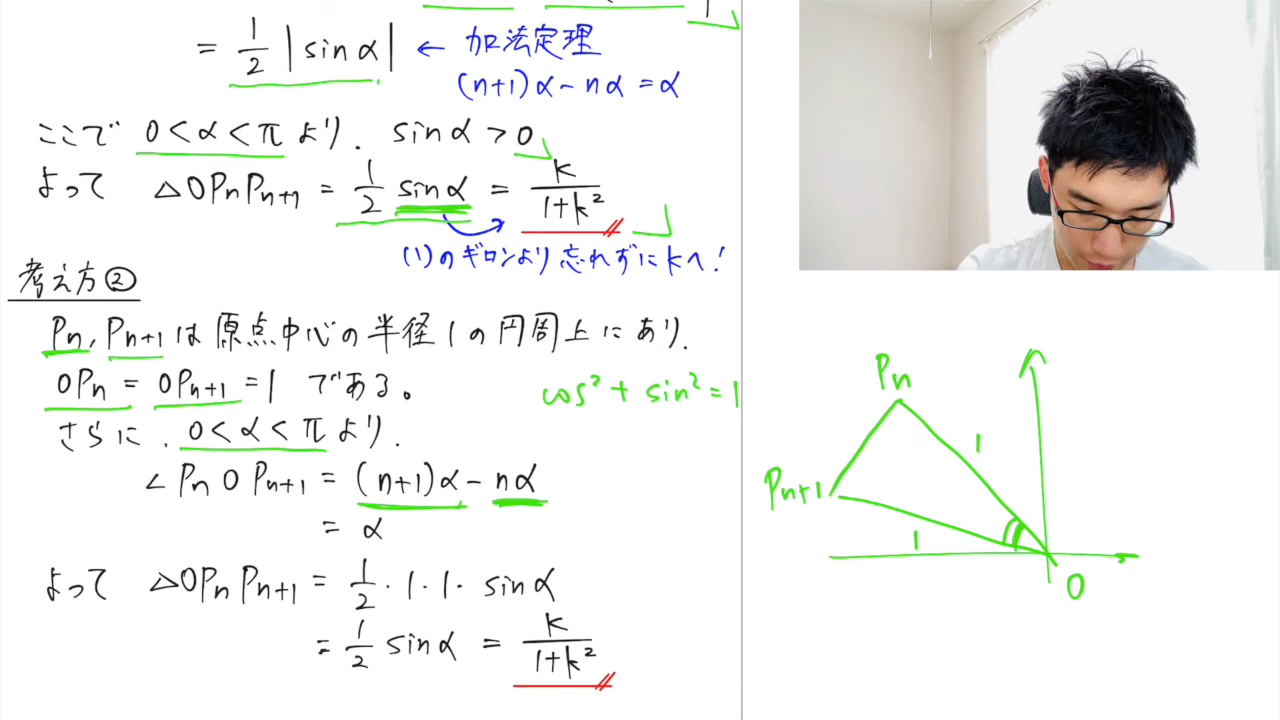 = 1/2 |sinα| ← 加法定理
(n+1)α - nα = α
ここで 0 < α < π より. sinα > 0
よって △OPnPn+1 = 1/2 sinα = k/(1+k²)
(1)のギロンより忘れずにkへ!
考え方②
Pn, Pn+1 は原点中心の半径1の円周上にあり.
OPn = OPn+1 = 1 である。
cos² + sin² = 1
さらに. 0 < α < π より.
∠PnOPn+1 = (n+1)α - nα
= α
よって △OPnPn+1 = 1/2・1・1・sinα
= 1/2 sinα = k/(1+k²)
Pn
1
Pn+1
1
O